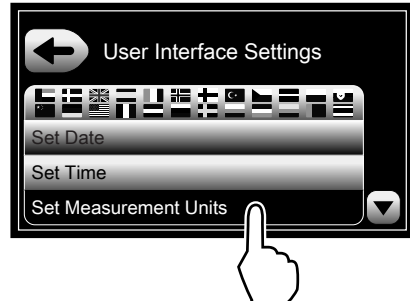 User Interface Settings
Set Date
Set Time
Set Measurement Units